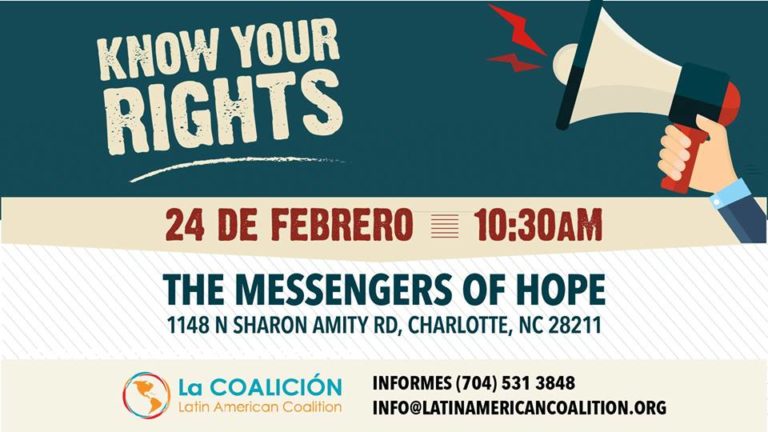 KNOW YOUR
RIGHTS
24 DE FEBRERO 10:30AM
THE MESSENGERS OF HOPE
1148 N SHARON AMITY RD, CHARLOTTE, NC 28211
La COALICIÓN
Latin American Coalition
INFORMES (704) 531 3848
INFO@LATINAMERICANCOALITION.ORG